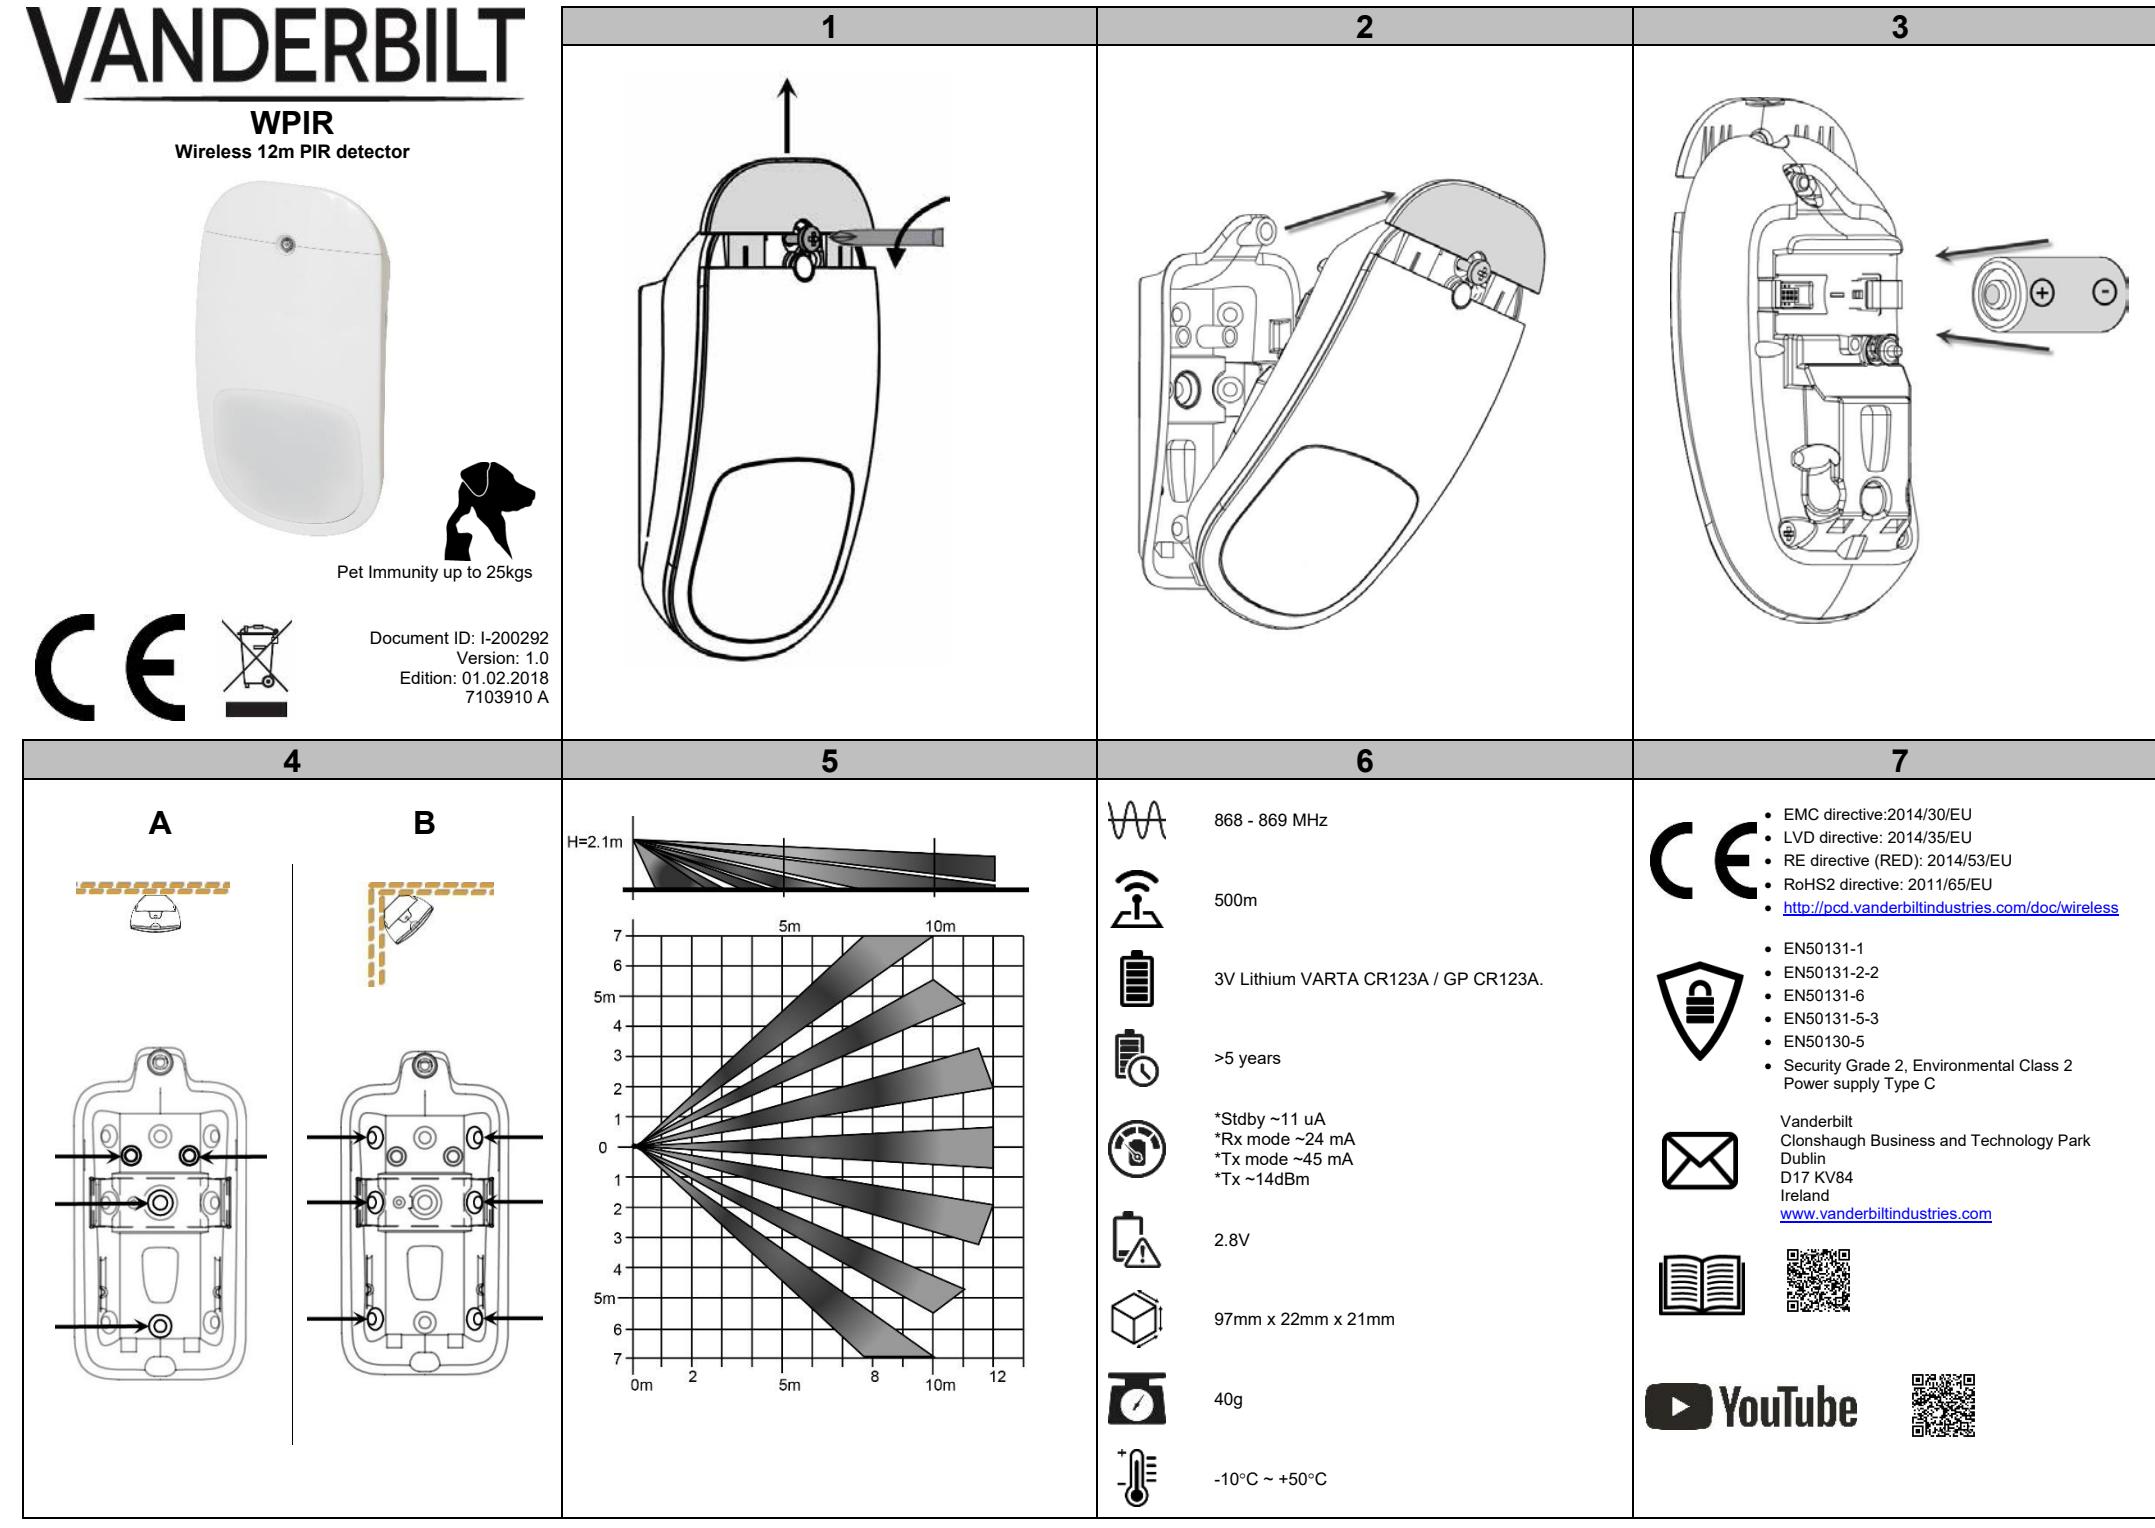 VANDERBILT
WPIR
Wireless 12m PIR detector
Pet Immunity up to 25kgs
CE
Document ID: I-200292
Version: 1.0
Edition: 01.02.2018
7103910 A
1
2
3
+ -
-
4
A B
5
H=2.1m
5m 10m
7
6
5m
4
3
2
1
0
1
2
3
4
5m
6
7
0m 2 5m 8 10m 12
6
868 - 869 MHz
500m
3V Lithium VARTA CR123A / GP CR123A.
>5 years
*Stdby ~11 uA
*Rx mode ~24 mA
*Tx mode ~45 mA
*Tx ~14dBm
2.8V
97mm x 22mm x 21mm
40g
+
-
-10°C ~ +50°C
7
CE
• EMC directive:2014/30/EU
• LVD directive: 2014/35/EU
• RE directive (RED): 2014/53/EU
• RoHS2 directive: 2011/65/EU
• http://pcd.vanderbiltindustries.com/doc/wireless
• EN50131-1
• EN50131-2-2
• EN50131-6
• EN50131-5-3
• EN50130-5
• Security Grade 2, Environmental Class 2
Power supply Type C
Vanderbilt
Clonshaugh Business and Technology Park
Dublin
D17 KV84
Ireland
www.vanderbiltindustries.com
YouTube